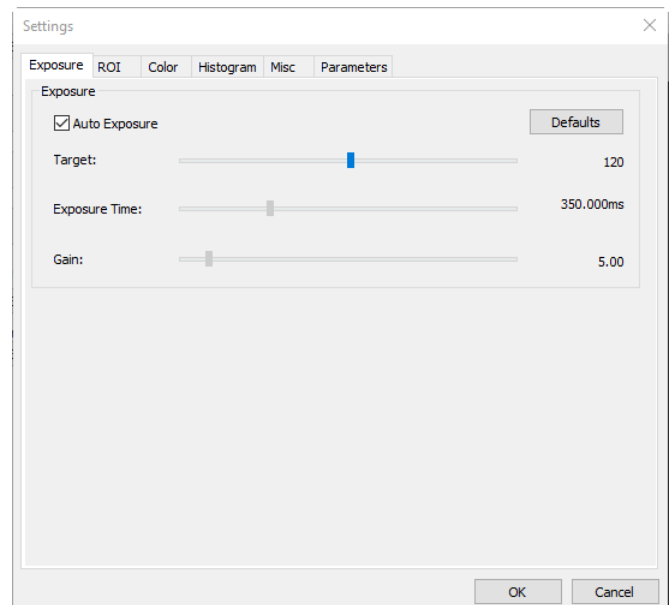 Settings
Exposure ROI Color Histogram Misc Parameters
Exposure
Auto Exposure Defaults
Target: 120
Exposure Time: 350.000ms
Gain: 5.00
OK Cancel